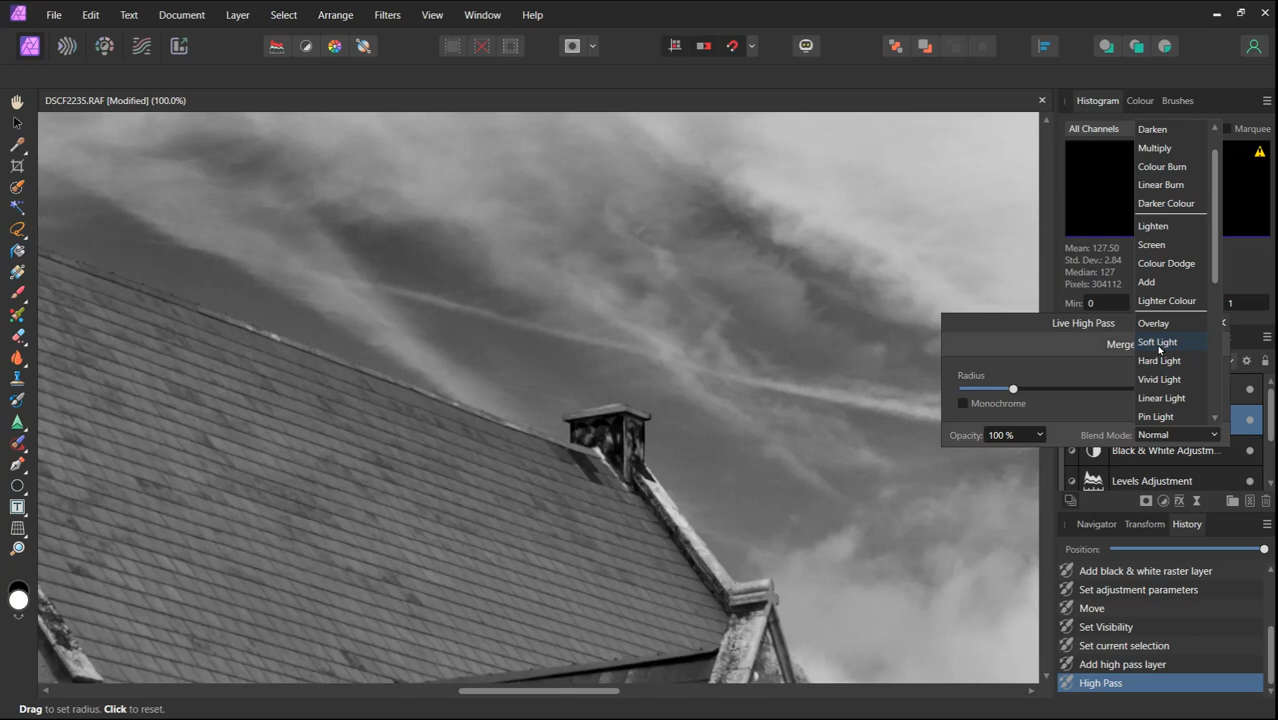 File Edit Text Document Layer Select Arrange Filters View Window Help
DSCF2235.RAF [Modified] (100.0%)
Histogram Colour Brushes
All Channels
Marquee
Mean: 127.50
Std. Dev.: 2.84
Median: 127
Pixels: 304112
Min: 0
1
Darken
Multiply
Colour Burn
Linear Burn
Darker Colour
Lighten
Screen
Colour Dodge
Add
Lighter Colour
Overlay
Soft Light
Hard Light
Vivid Light
Linear Light
Pin Light
Live High Pass
Merge
Radius
Monochrome
Opacity: 100 % Blend Mode: Normal
Black & White Adjustm...
Levels Adjustment
Navigator Transform History
Position:
Add black & white raster layer
Set adjustment parameters
Move
Set Visibility
Set current selection
Add high pass layer
High Pass
Drag to set radius. Click to reset.